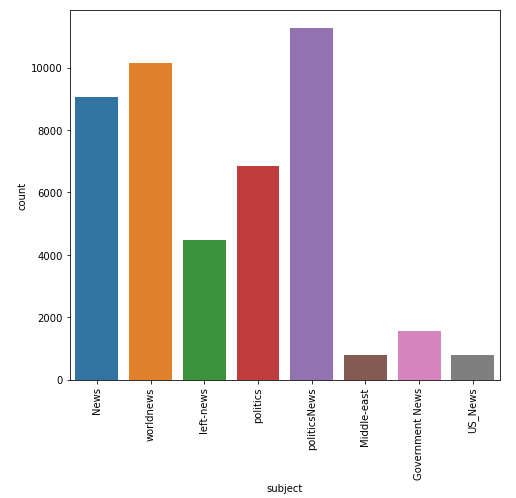 10000
8000
6000
4000
2000
0
count
News
worldnews
left-news
politics
politicsNews
Middle-east
Government News
US_News
subject